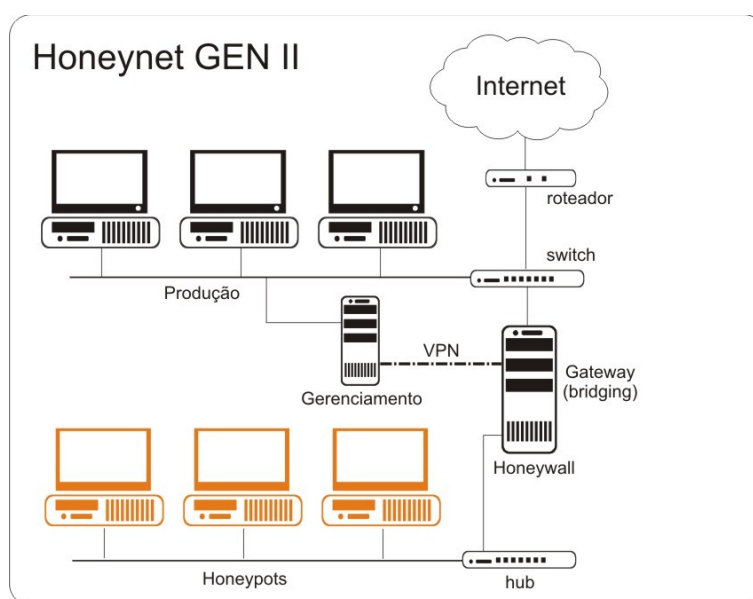 Honeynet GEN II
Internet
roteador
switch
Produção
VPN
Gateway
(bridging)
Gerenciamento
Honeywall
Honeypots
hub